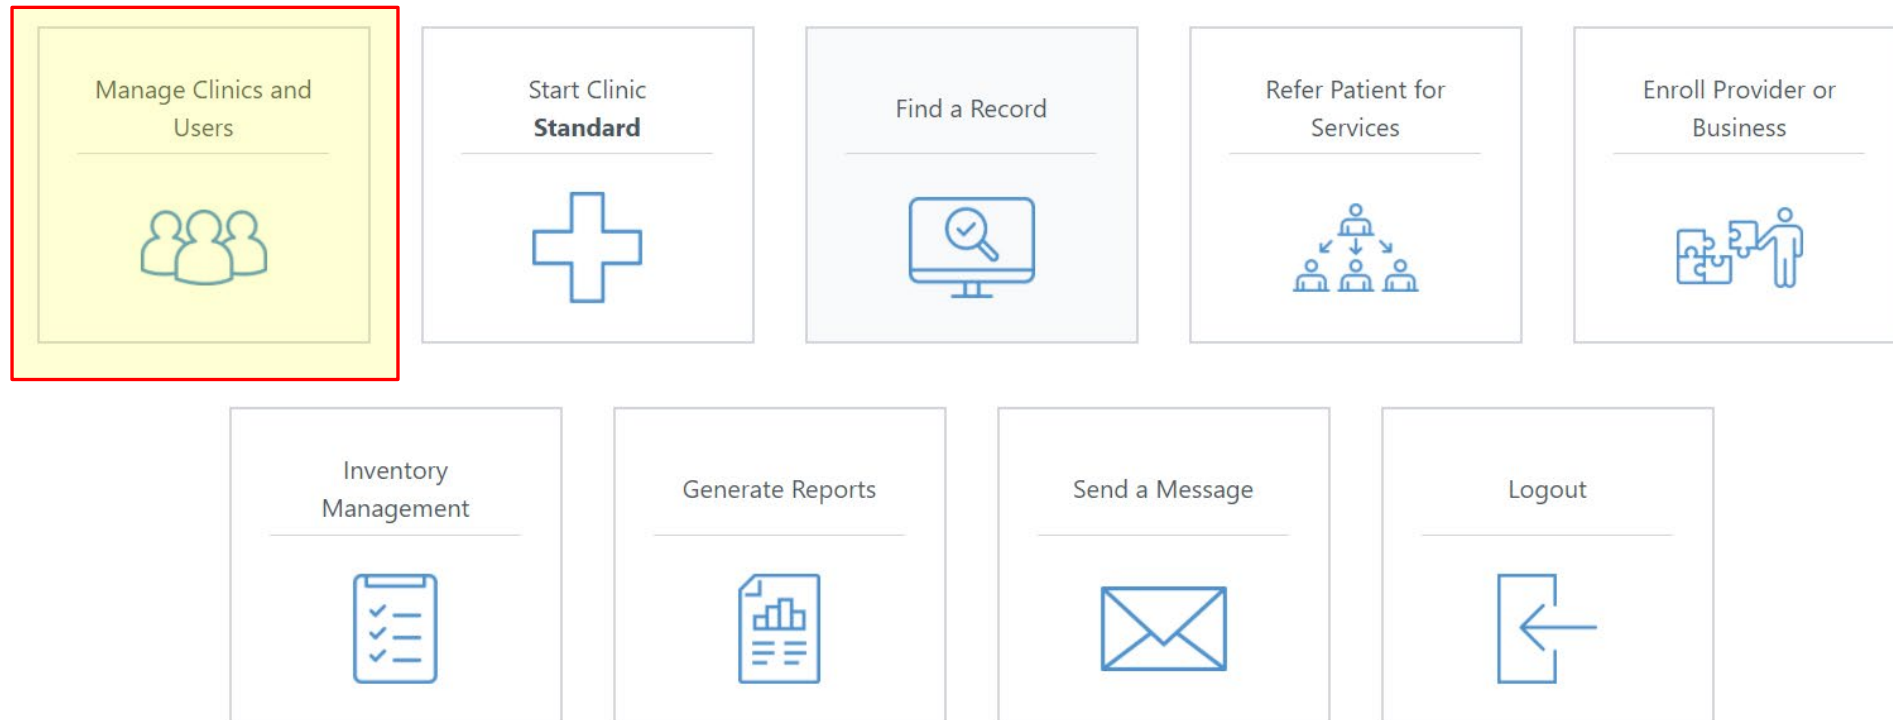 Manage Clinics and
Users
Start Clinic
Standard
Find a Record
Refer Patient for
Services
Enroll Provider or
Business
Inventory
Management
Generate Reports
Send a Message
Logout